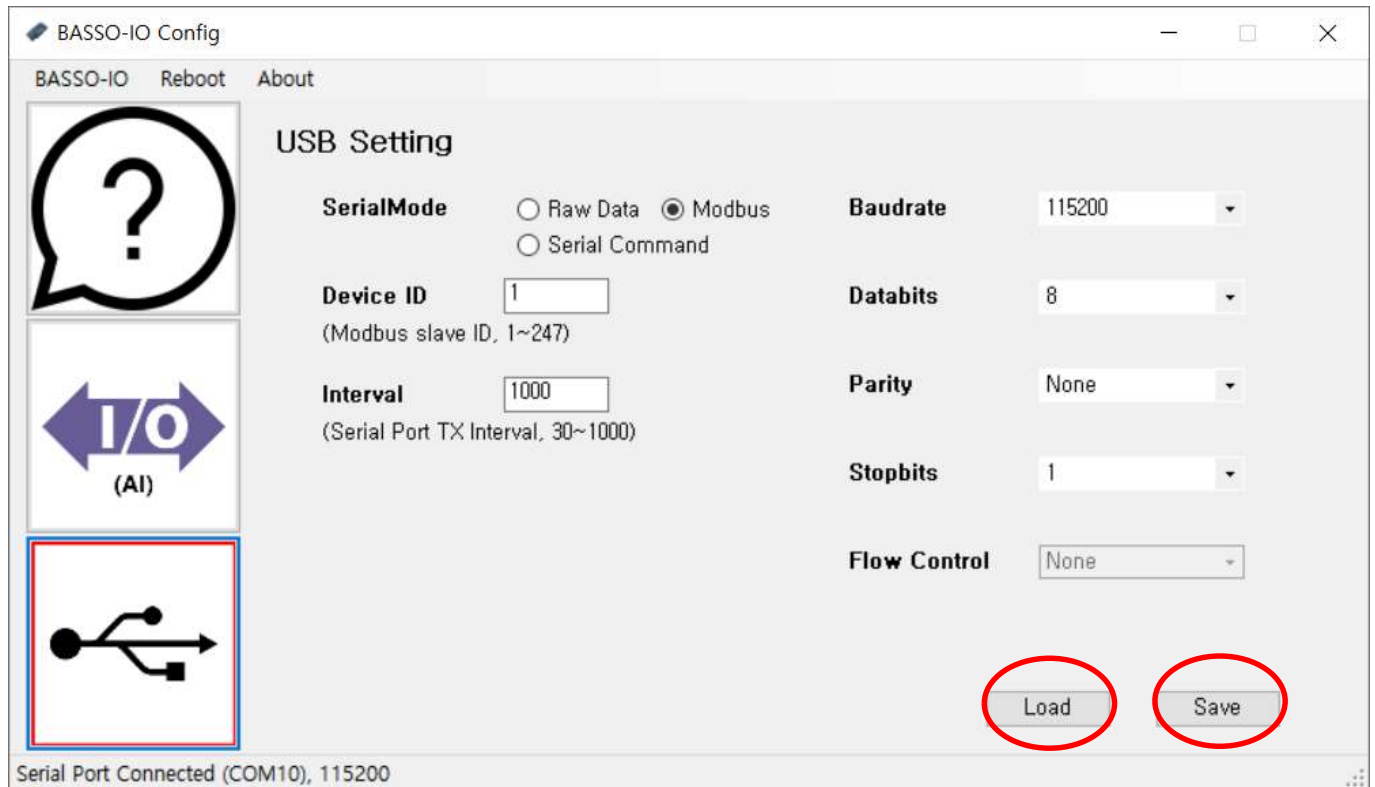 BASSO-IO Config
BASSO-IO Reboot About
?
I/O
(AI)
USB Setting
SerialMode Raw Data Modbus
Serial Command
Device ID 1
(Modbus slave ID, 1~247)
Interval 1000
(Serial Port TX Interval, 30~1000)
Baudrate 115200
Databits 8
Parity None
Stopbits 1
Flow Control None
Load Save
Serial Port Connected (COM10), 115200